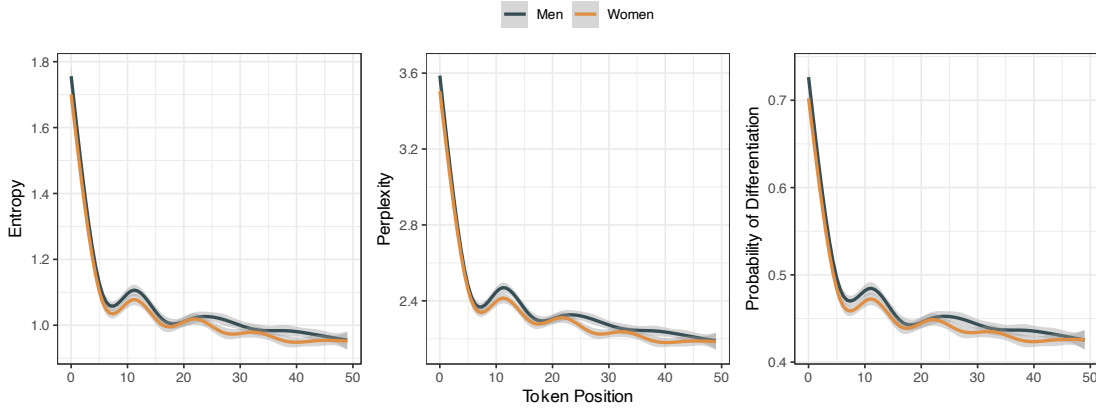 Men Women
Entropy
1.8
1.6
1.4
1.2
1.0
0 10 20 30 40 50
Perplexity
3.6
3.2
2.8
2.4
0 10 20 30 40 50
Token Position
Probability of Differentiation
0.7
0.6
0.5
0.4
0 10 20 30 40 50